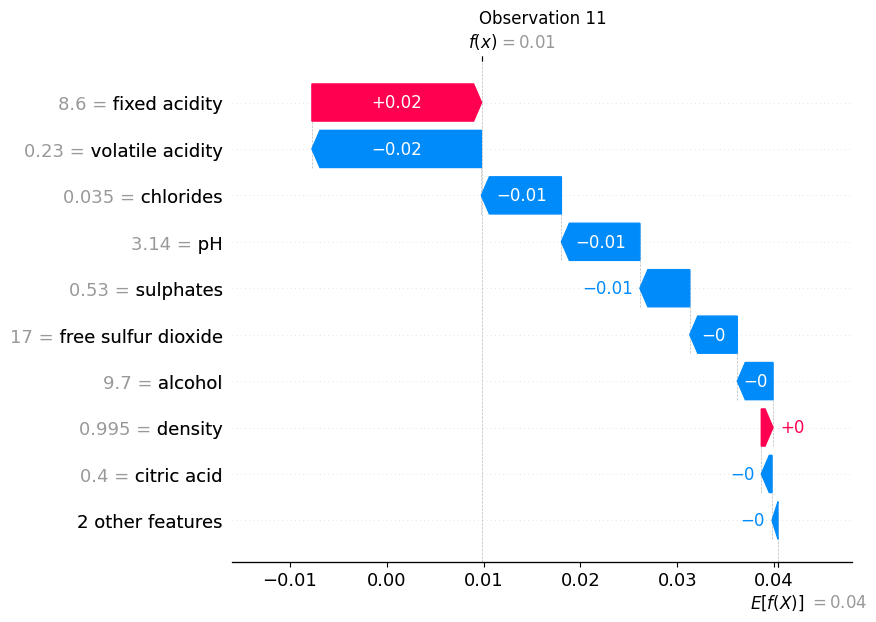 Observation 11
f(x) = 0.01
8.6 = fixed acidity
+0.02
0.23 = volatile acidity
−0.02
0.035 = chlorides
−0.01
3.14 = pH
−0.01
0.53 = sulphates
−0.01
17 = free sulfur dioxide
−0
9.7 = alcohol
−0
0.995 = density
+0
0.4 = citric acid
−0
2 other features
−0
−0.01 0.00 0.01 0.02 0.03 0.04
E[f(X)] = 0.04